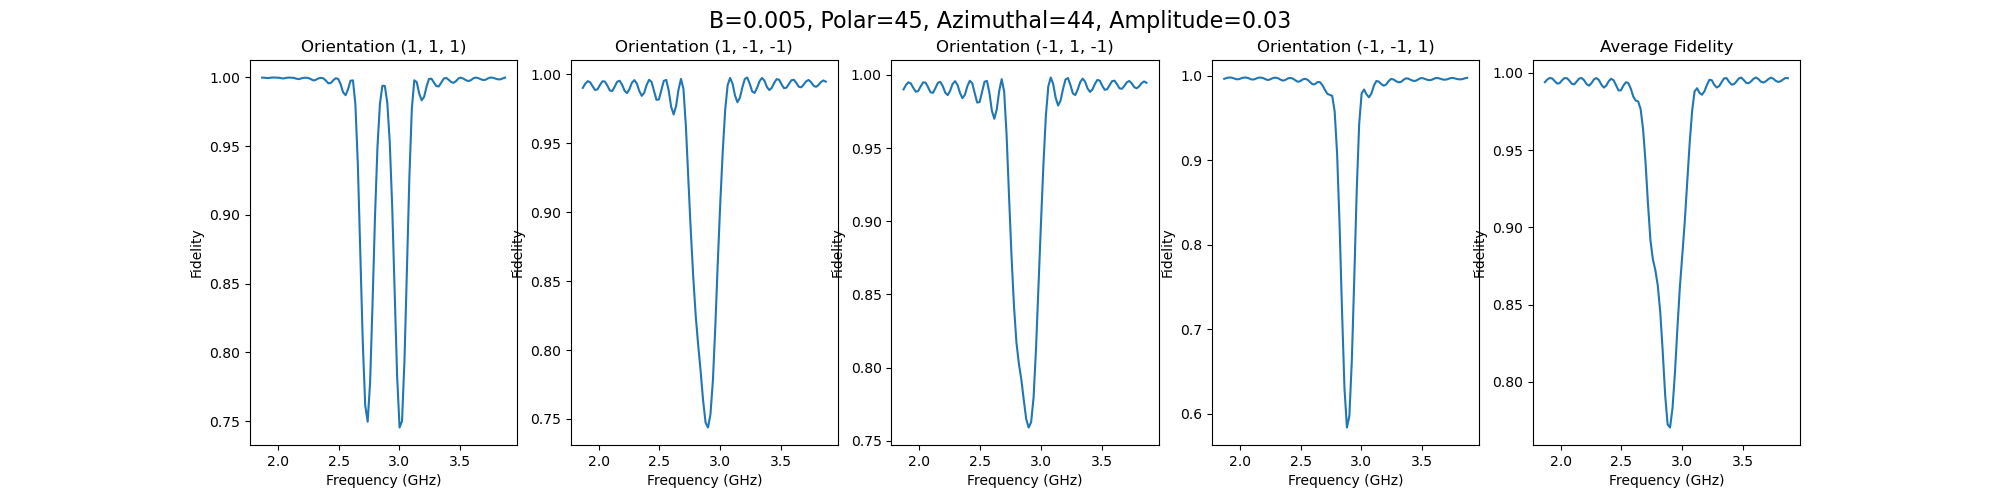 B=0.005, Polar=45, Azimuthal=44, Amplitude=0.03
Orientation (1, 1, 1)
1.00
0.95
0.90
0.85
0.80
0.75
Fidelity
2.0 2.5 3.0 3.5
Frequency (GHz)
Orientation (1, -1, -1)
1.00
0.95
0.90
0.85
0.80
0.75
Fidelity
2.0 2.5 3.0 3.5
Frequency (GHz)
Orientation (-1, 1, -1)
1.00
0.95
0.90
0.85
0.80
0.75
Fidelity
2.0 2.5 3.0 3.5
Frequency (GHz)
Orientation (-1, -1, 1)
1.0
0.9
0.8
0.7
0.6
Fidelity
2.0 2.5 3.0 3.5
Frequency (GHz)
Average Fidelity
1.00
0.95
0.90
0.85
0.80
Fidelity
2.0 2.5 3.0 3.5
Frequency (GHz)